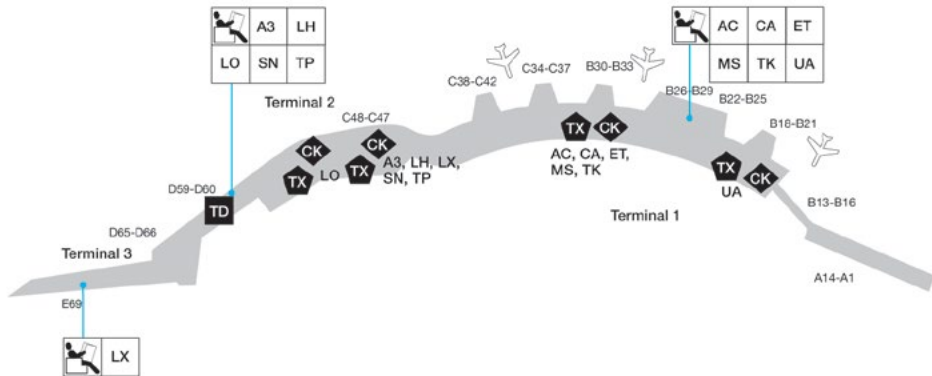 A3 LH
LO SN TP
Terminal 2
AC CA ET
MS TK UA
C38-C42
C34-C37
B30-B33
B26-B29
B22-B25
B18-B21
C48-C47
CK
TX
LO
CK
TX
A3, LH, LX,
SN, TP
TX
CK
AC, CA, ET,
MS, TK
TX
UA
CK
D59-D60
TD
Terminal 1
B13-B16
D65-D66
Terminal 3
A14-A1
E69
LX